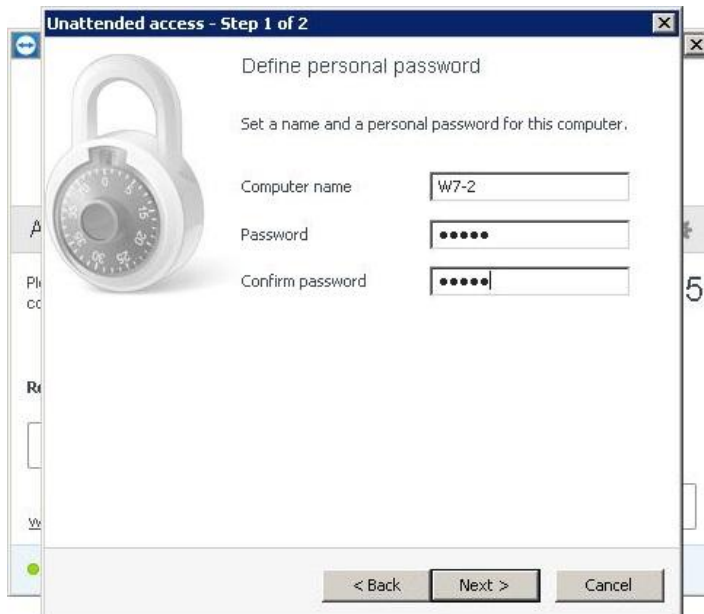 Unattended access - Step 1 of 2
Define personal password
Set a name and a personal password for this computer.
Computer name
W7-2
Password
•••••
Confirm password
•••••
5
< Back
Next >
Cancel